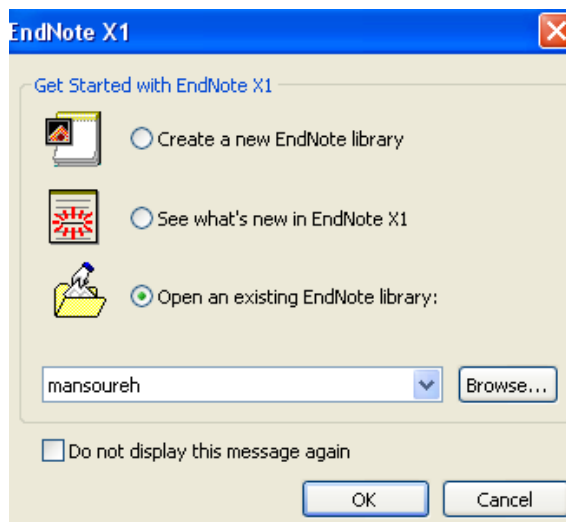 EndNote X1
Get Started with EndNote X1
Create a new EndNote library
See what's new in EndNote X1
Open an existing EndNote library:
mansoureh Browse...
Do not display this message again
OK Cancel